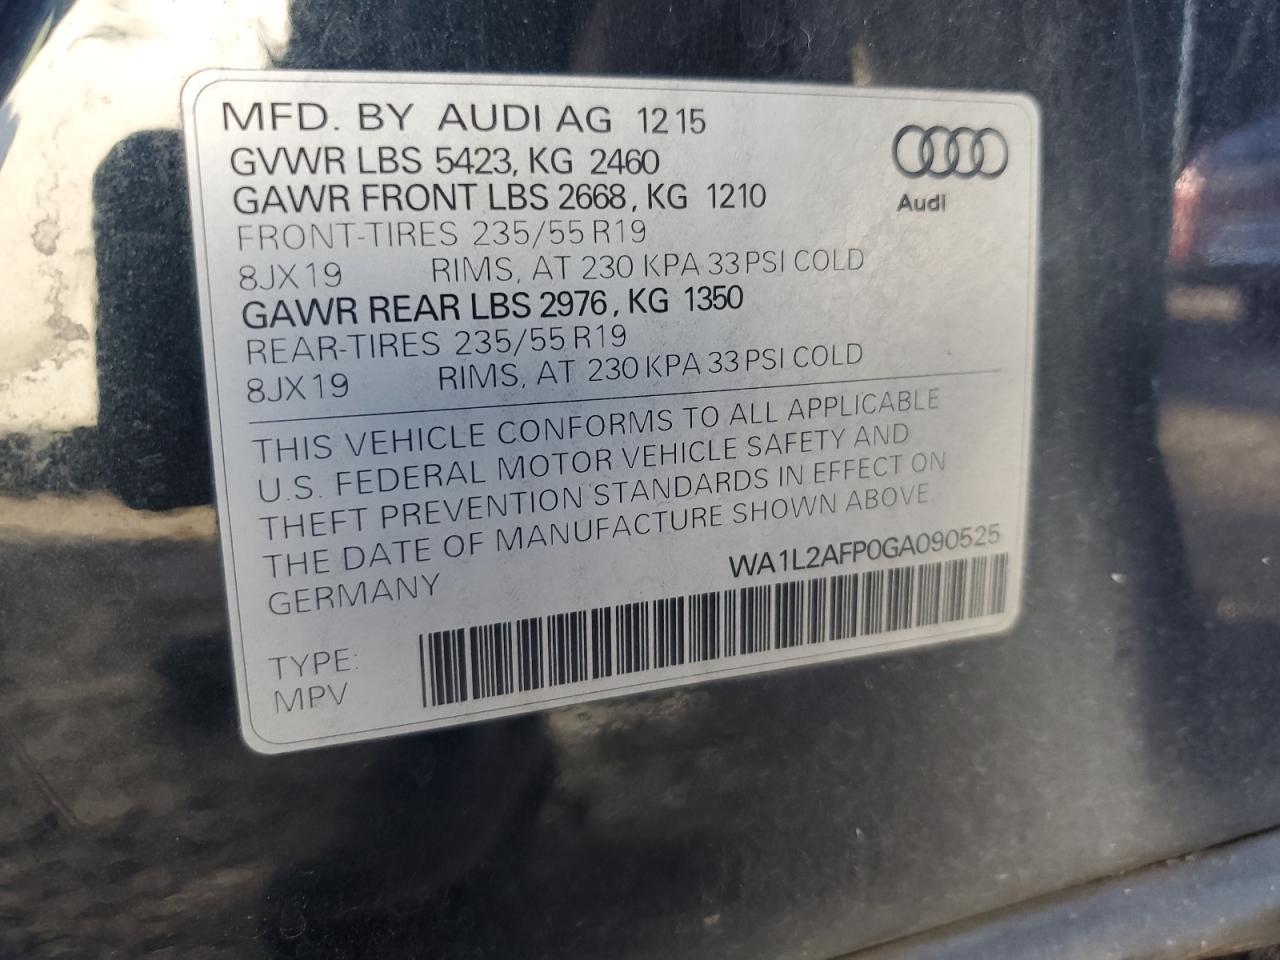 MFD. BY AUDI AG 12 15
GVWR LBS 5423, KG 2460
GAWR FRONT LBS 2668, KG 1210
FRONT-TIRES 235/55 R19
8JX19 RIMS, AT 230 KPA 33 PSI COLD
GAWR REAR LBS 2976, KG 1350
REAR-TIRES 235/55 R19
8JX19 RIMS, AT 230 KPA 33 PSI COLD
Audi
THIS VEHICLE CONFORMS TO ALL APPLICABLE
U.S. FEDERAL MOTOR VEHICLE SAFETY AND
THEFT PREVENTION STANDARDS IN EFFECT ON
THE DATE OF MANUFACTURE SHOWN ABOVE.
GERMANY
WA1L2AFP0GA090525
TYPE:
MPV